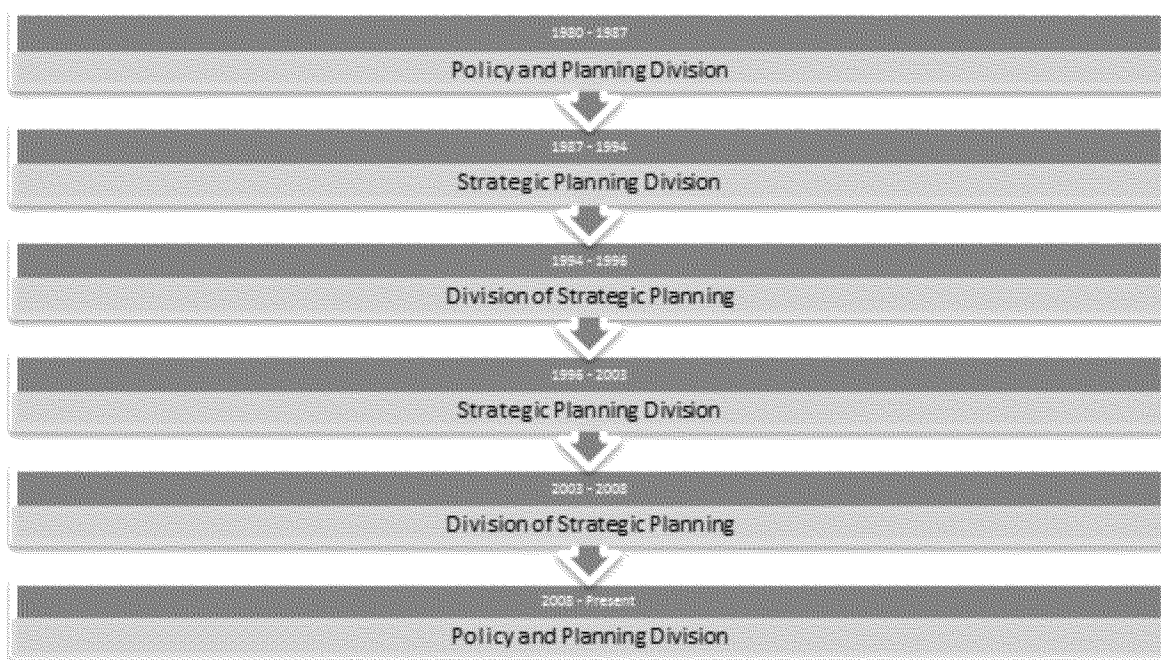 1980 - 1987
Policy and Planning Division
1987 - 1994
Strategic Planning Division
1994 - 1996
Division of Strategic Planning
1996 - 2003
Strategic Planning Division
2003 - 2008
Division of Strategic Planning
2008 - Present
Policy and Planning Division